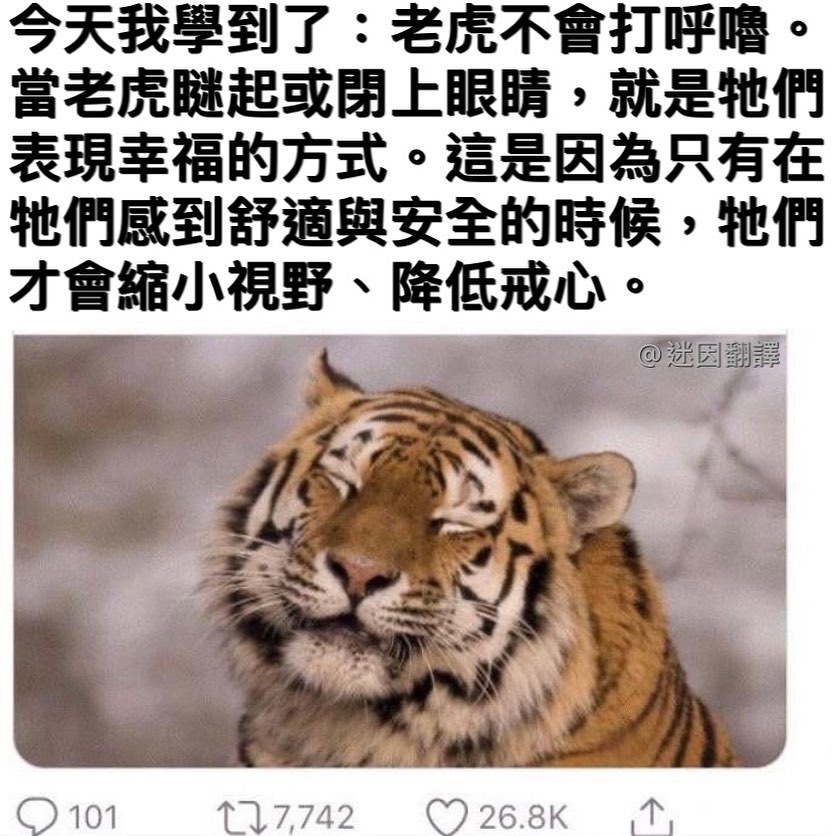 今天我學到了：老虎不會打呼嚕。
當老虎瞇起或閉上眼睛，就是牠們
表現幸福的方式。這是因為只有在
牠們感到舒適與安全的時候，牠們
才會縮小視野、降低戒心。
@迷因翻譯
101 7,742 26.8K